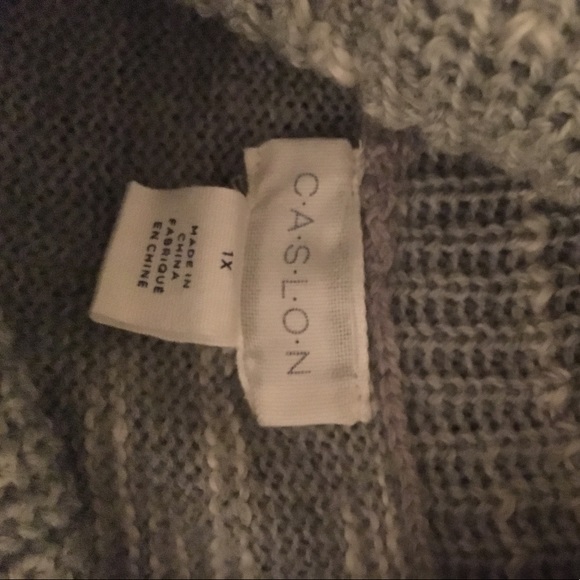 C·A·S·L·O·N
1X
MADE IN
CHINA
FABRIQUE
EN CHINE